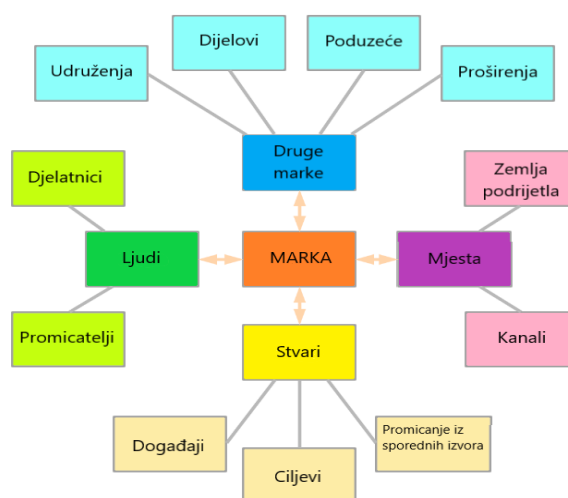 Dijelovi
Poduzeće
Udruženja
Proširenja
Druge
marke
Djelatnici
Zemlja
podrijetla
Ljudi
MARKA
Mjesta
Promicatelji
Stvari
Kanali
Događaji
Ciljevi
Promicanje iz
sporednih izvora